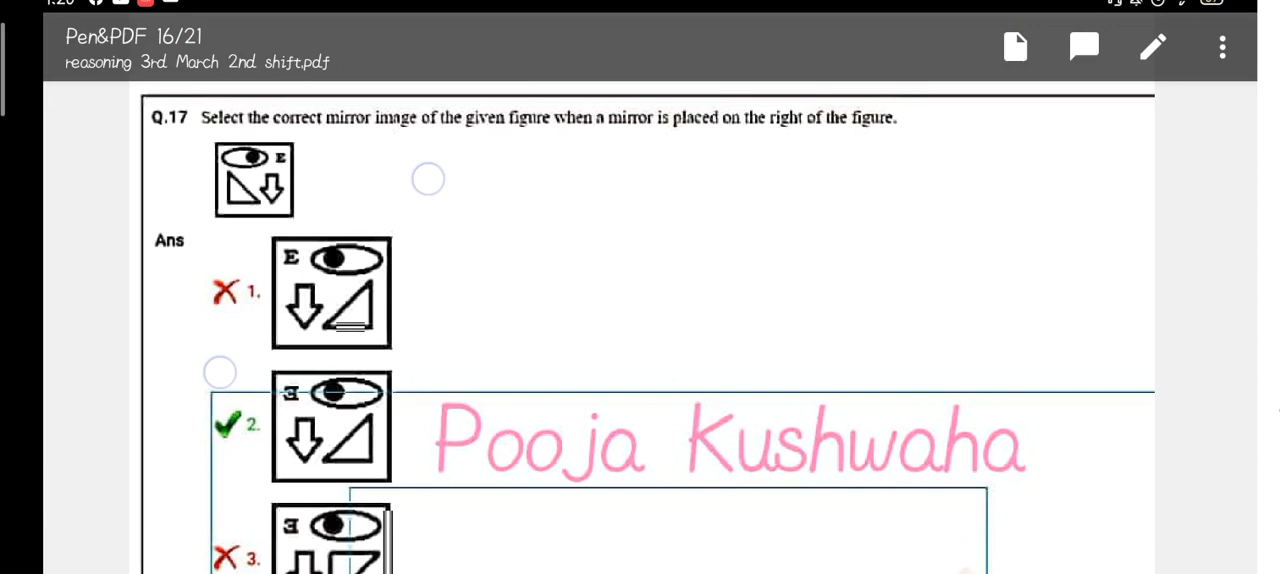 Pen&PDF 16/21
reasoning 3rd March 2nd shift.pdf
Q.17 Select the correct mirror image of the given figure when a mirror is placed on the right of the figure.
E
Ans
X 1.
E
2.
Ǝ
Pooja Kushwaha
X 3.
Ǝ